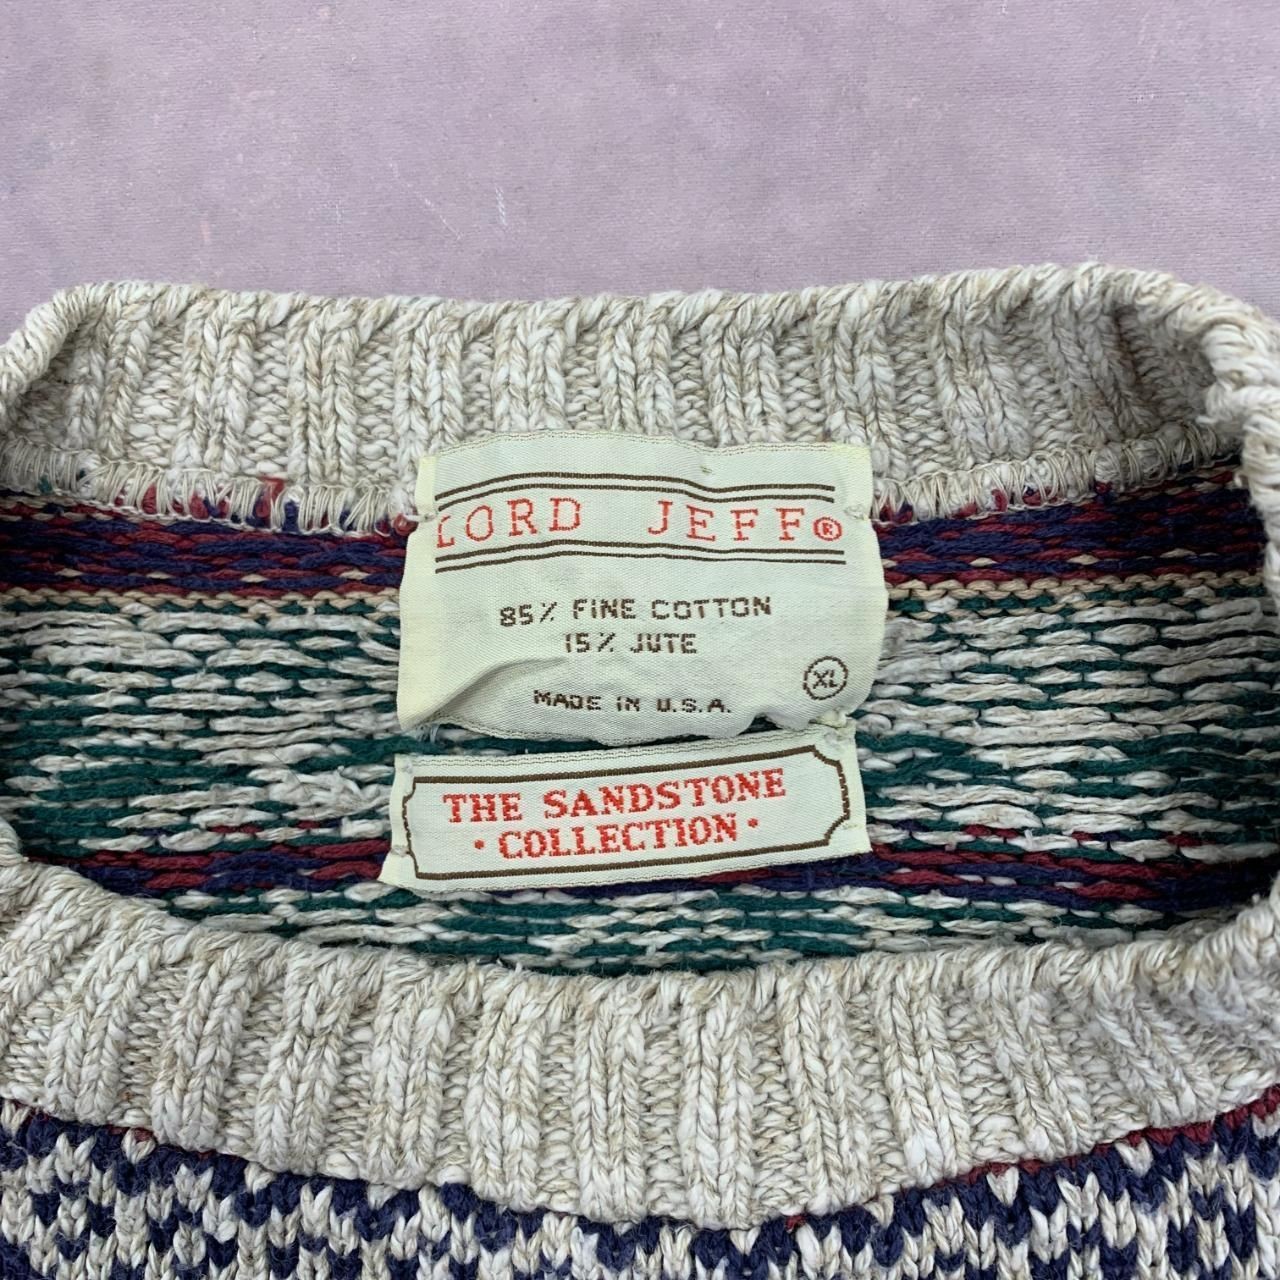 LORD JEFF®
85% FINE COTTON
15% JUTE
XL
MADE IN U.S.A.
THE SANDSTONE
· COLLECTION ·